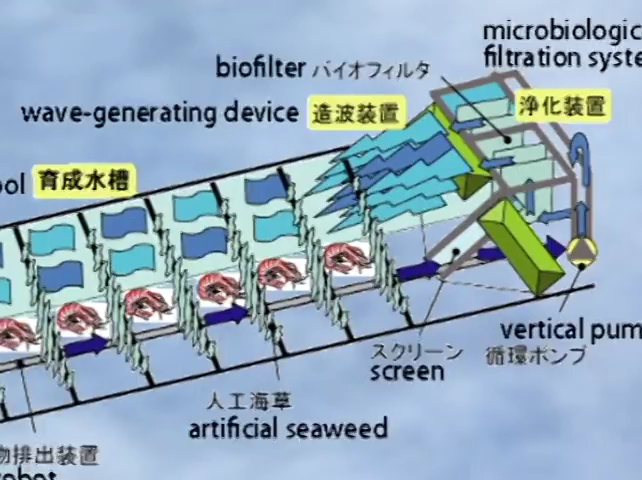 microbiologic
filtration syste
biofilter バイオフィルタ
浄化装置
wave-generating device 造波装置
ool 育成水槽
vertical pum
循環ポンプ
スクリーン
screen
人工海草
artificial seaweed
物排出装置
robot